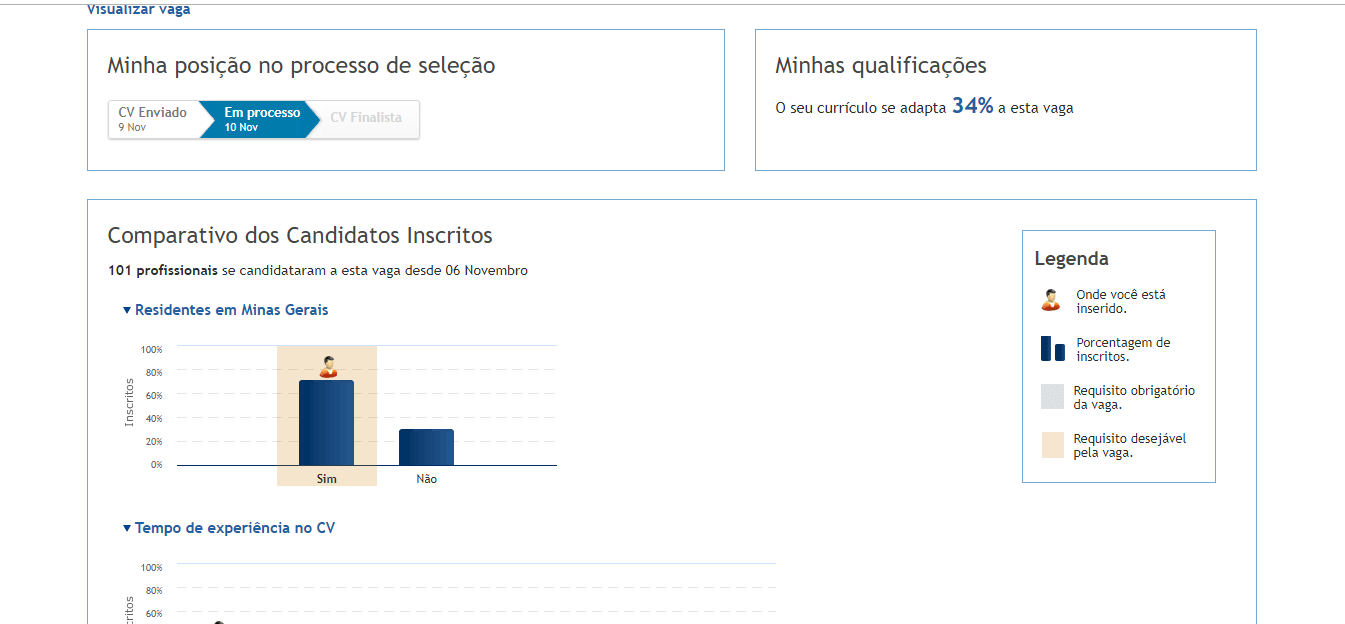 Visualizar vaga
Minha posição no processo de seleção
CV Enviado
9 Nov
Em processo
10 Nov
CV Finalista
Minhas qualificações
O seu currículo se adapta 34% a esta vaga
Comparativo dos Candidatos Inscritos
101 profissionais se candidataram a esta vaga desde 06 Novembro
▼ Residentes em Minas Gerais
100%
80%
60%
40%
20%
0%
Inscritos
Sim
Não
▼ Tempo de experiência no CV
100%
80%
60%
critos
Legenda
Onde você está
inserido.
Porcentagem de
inscritos.
Requisito obrigatório
da vaga.
Requisito desejável
pela vaga.